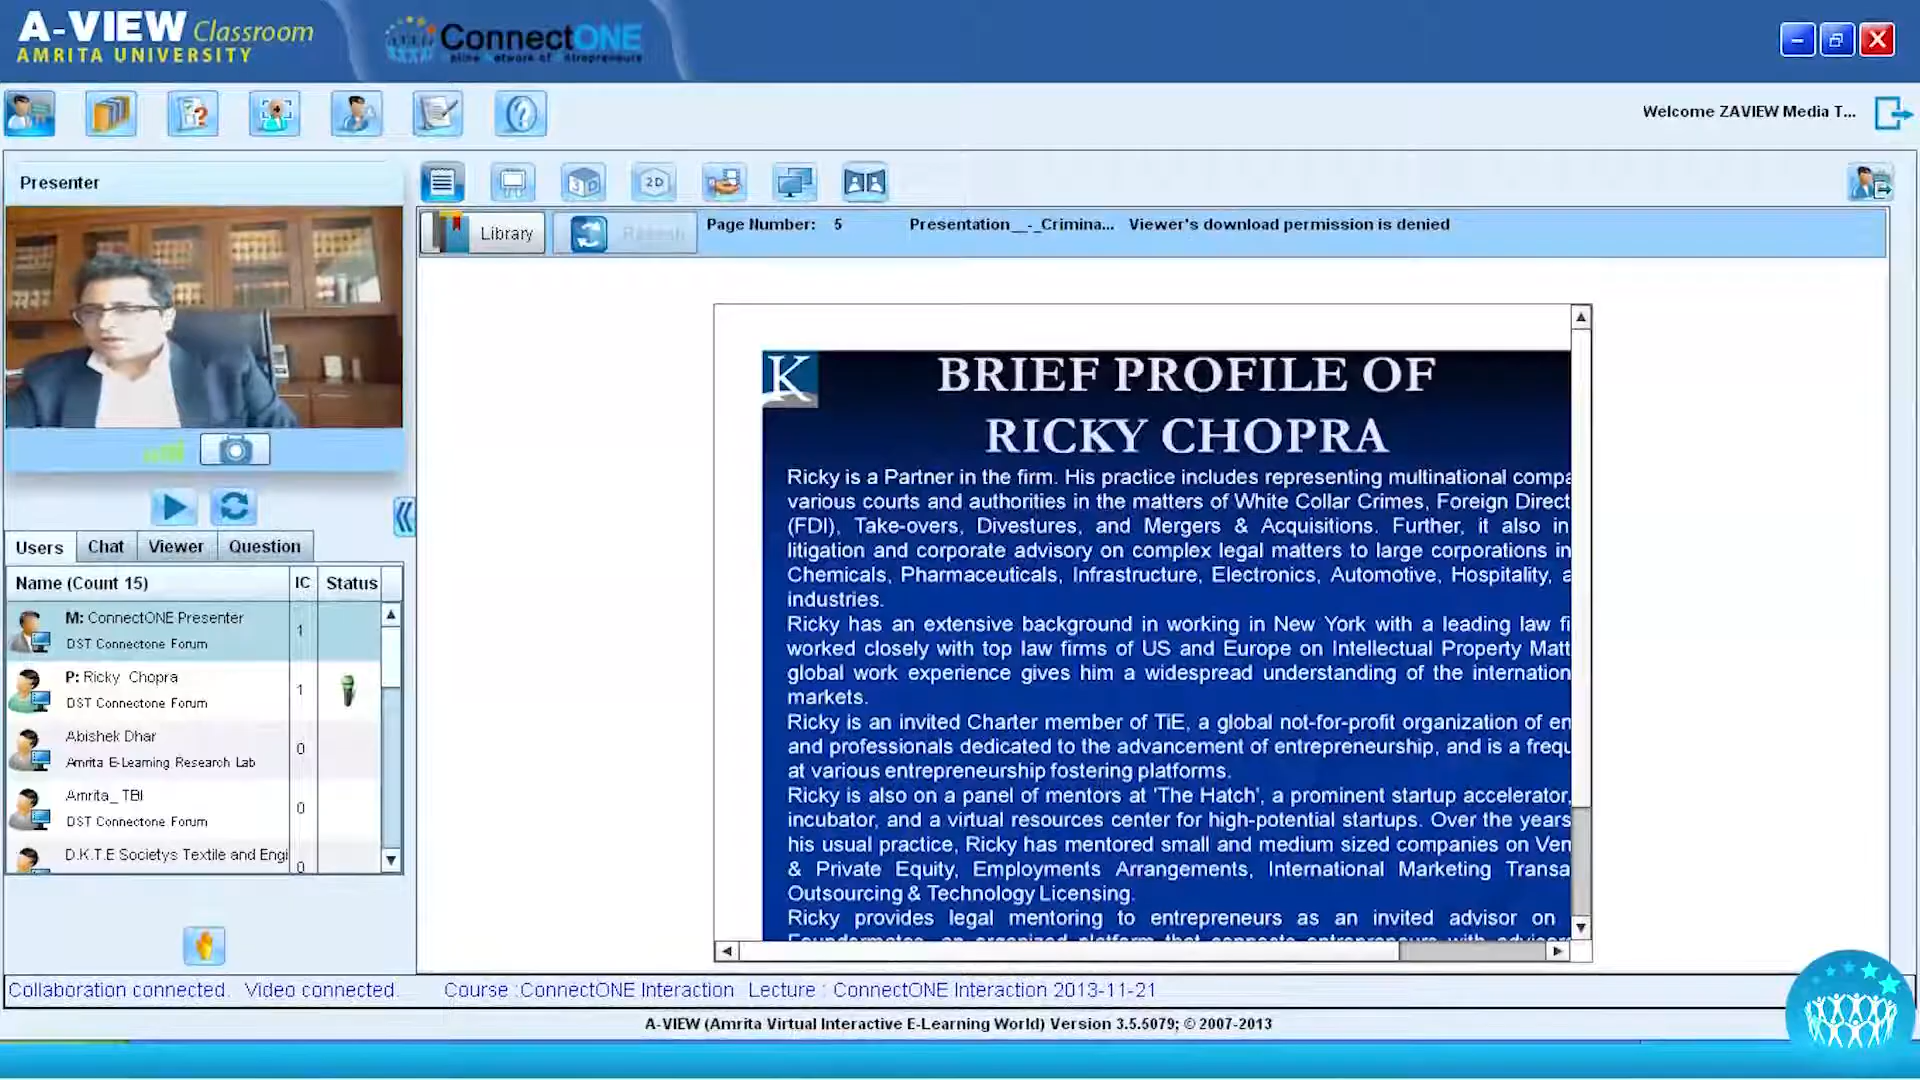 A-VIEW Classroom
AMRITA UNIVERSITY
ConnectONE
Welcome ZAVIEW Media T...
Presenter
3D
2D
Library
Refresh
Page Number: 5
Presentation__-_Crimina...
Viewer's download permission is denied
K
BRIEF PROFILE OF
RICKY CHOPRA
Ricky is a Partner in the firm. His practice includes representing multinational compa
various courts and authorities in the matters of White Collar Crimes, Foreign Direct
(FDI), Take-overs, Divestures, and Mergers & Acquisitions. Further, it also in
litigation and corporate advisory on complex legal matters to large corporations in
Chemicals, Pharmaceuticals, Infrastructure, Electronics, Automotive, Hospitality, a
industries.
Ricky has an extensive background in working in New York with a leading law fi
worked closely with top law firms of US and Europe on Intellectual Property Matt
global work experience gives him a widespread understanding of the internation
markets.
Ricky is an invited Charter member of TiE, a global not-for-profit organization of en
and professionals dedicated to the advancement of entrepreneurship, and is a frequ
at various entrepreneurship fostering platforms.
Ricky is also on a panel of mentors at 'The Hatch', a prominent startup accelerator,
incubator, and a virtual resources center for high-potential startups. Over the years
his usual practice, Ricky has mentored small and medium sized companies on Ven
& Private Equity, Employments Arrangements, International Marketing Transa
Outsourcing & Technology Licensing.
Ricky provides legal mentoring to entrepreneurs as an invited advisor on
Users
Chat
Viewer
Question
Name (Count 15) IC Status
M: ConnectONE Presenter
DST Connectone Forum
1
P: Ricky Chopra
DST Connectone Forum
1
Abishek Dhar
Amrita E-Learning Research Lab
0
Amrita_ TBI
DST Connectone Forum
0
D.K.T.E Societys Textile and Engi
0
Collaboration connected. Video connected.
Course :ConnectONE Interaction Lecture : ConnectONE Interaction 2013-11-21
A-VIEW (Amrita Virtual Interactive E-Learning World) Version 3.5.5079; © 2007-2013